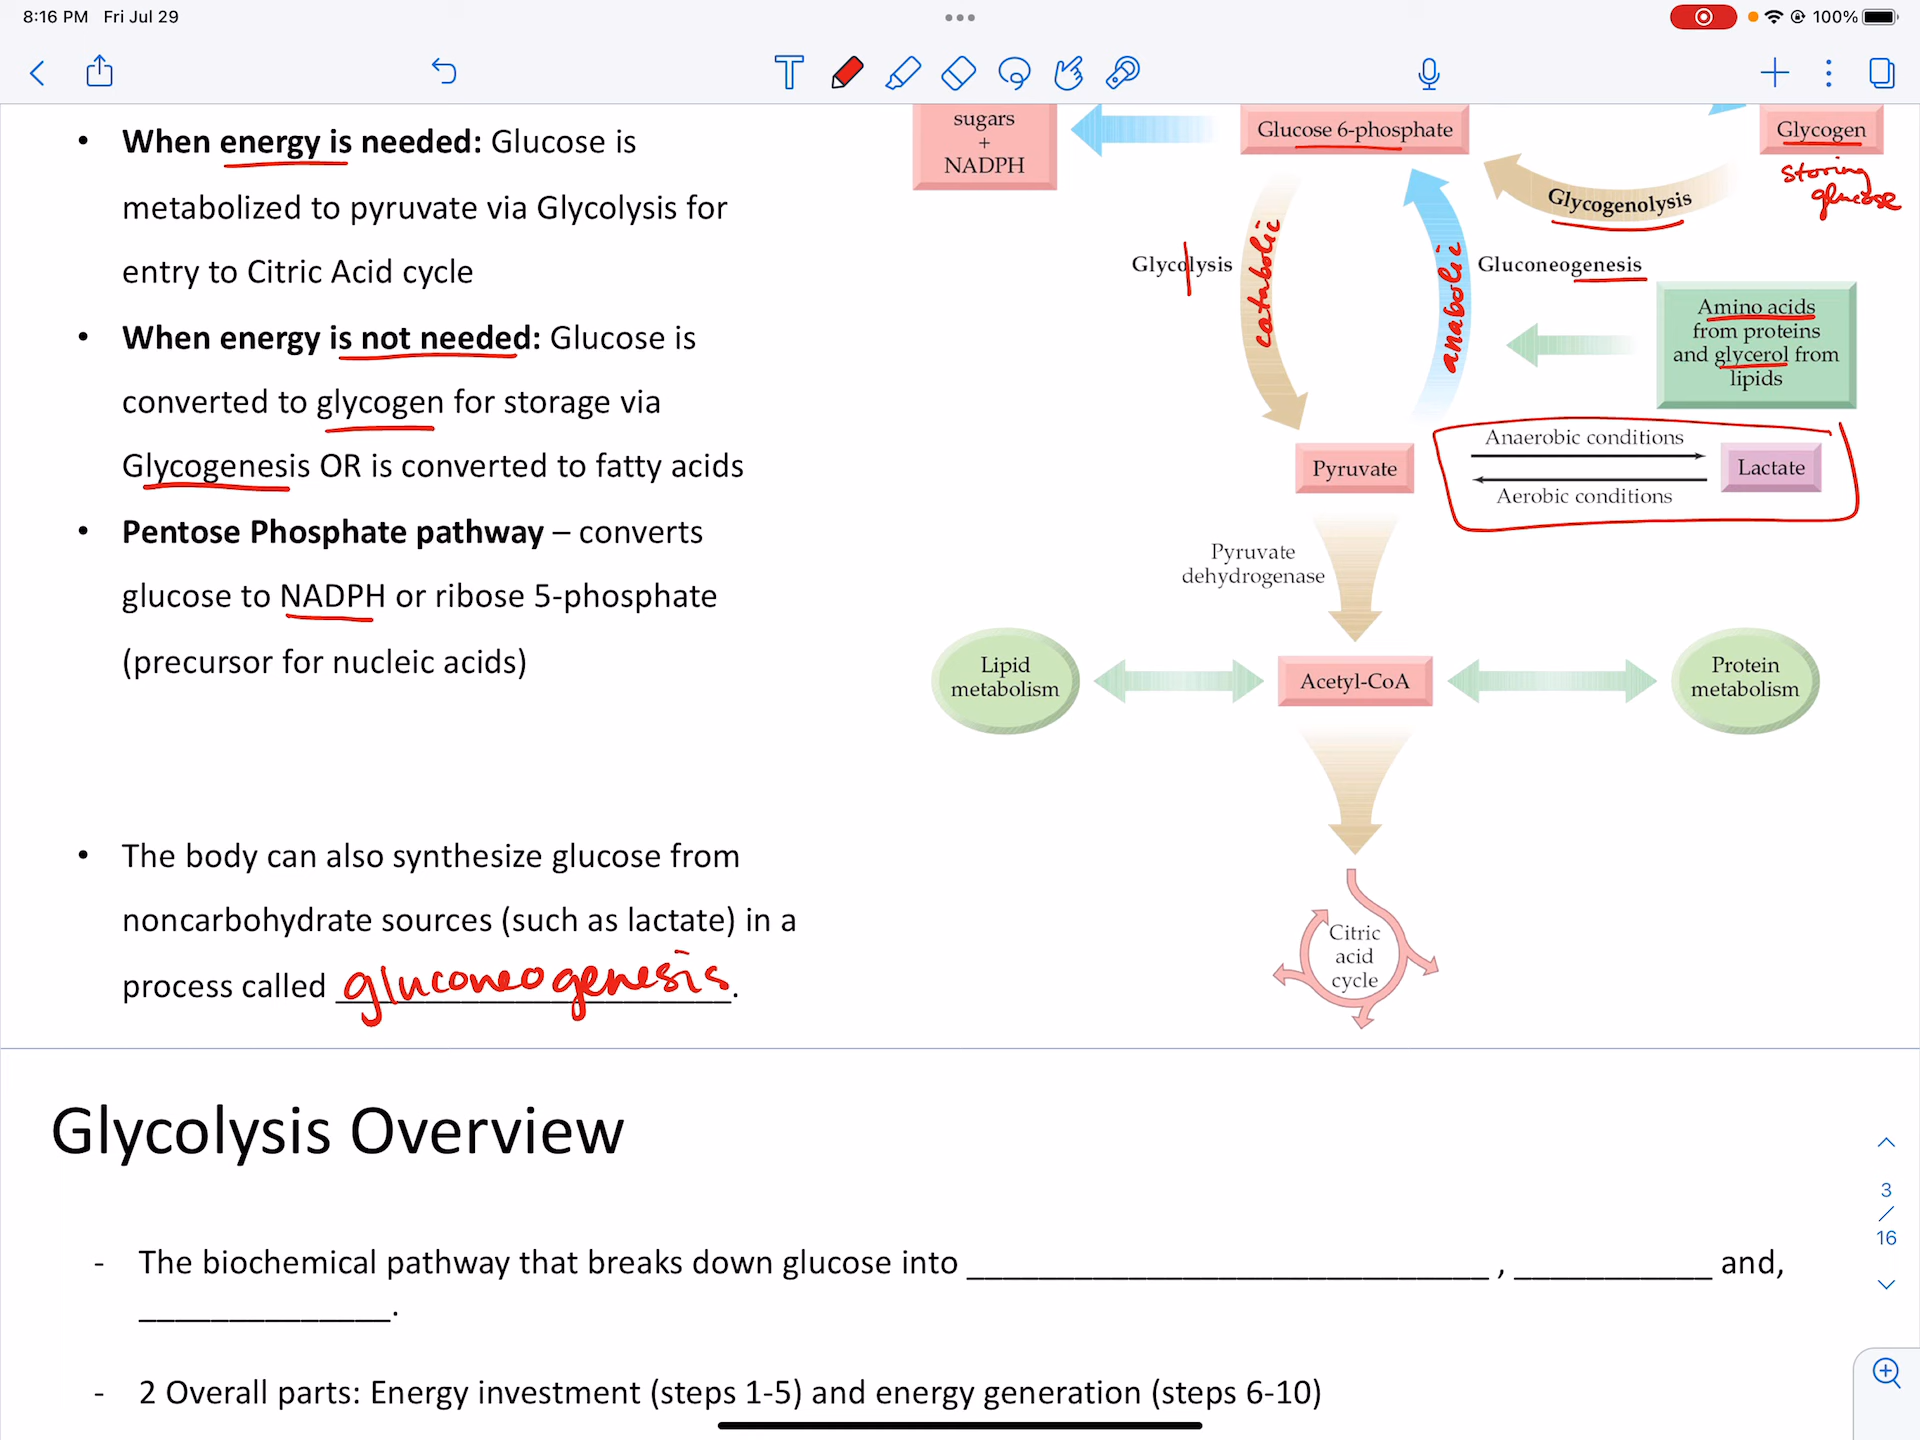 8:16 PM Fri Jul 29
100%
• When energy is needed: Glucose is
metabolized to pyruvate via Glycolysis for
entry to Citric Acid cycle
• When energy is not needed: Glucose is
converted to glycogen for storage via
Glycogenesis OR is converted to fatty acids
• Pentose Phosphate pathway – converts
glucose to NADPH or ribose 5-phosphate
(precursor for nucleic acids)
• The body can also synthesize glucose from
noncarbohydrate sources (such as lactate) in a
process called gluconeogenesis.
sugars
+
NADPH
Glucose 6-phosphate
Glycogen
storing
glucose
Glycogenolysis
Glycolysis
catabolic
anabolic
Gluconeogenesis
Amino acids
from proteins
and glycerol from
lipids
Pyruvate
Anaerobic conditions
Aerobic conditions
Lactate
Pyruvate
dehydrogenase
Lipid
metabolism
Acetyl-CoA
Protein
metabolism
Citric
acid
cycle
Glycolysis Overview
- The biochemical pathway that breaks down glucose into ____________________ , __________ and,
______________.
- 2 Overall parts: Energy investment (steps 1-5) and energy generation (steps 6-10)
3
/
16